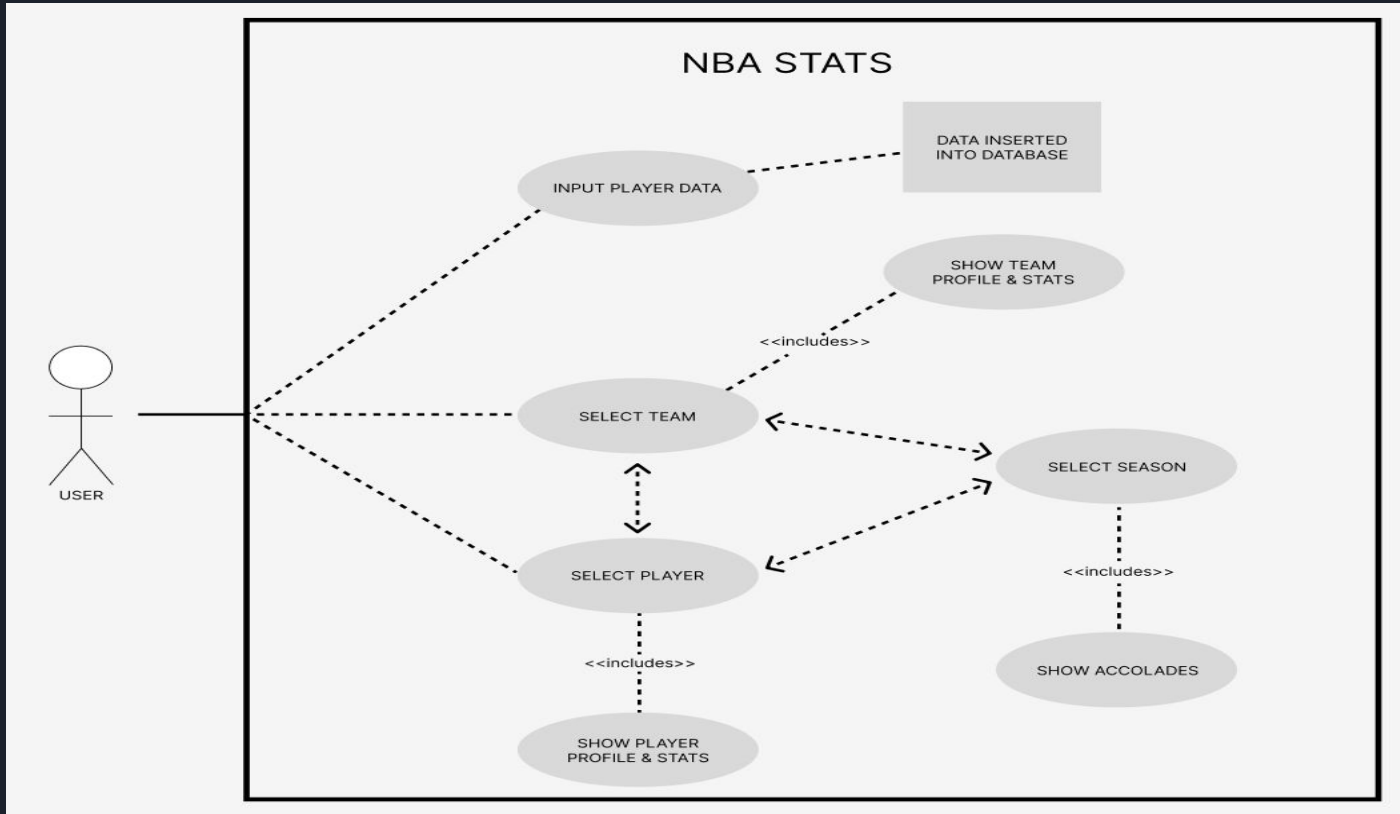 NBA STATS
DATA INSERTED
INTO DATABASE
INPUT PLAYER DATA
SHOW TEAM
PROFILE & STATS
<<includes>>
SELECT TEAM
SELECT SEASON
USER
SELECT PLAYER
<<includes>>
<<includes>>
SHOW ACCOLADES
SHOW PLAYER
PROFILE & STATS